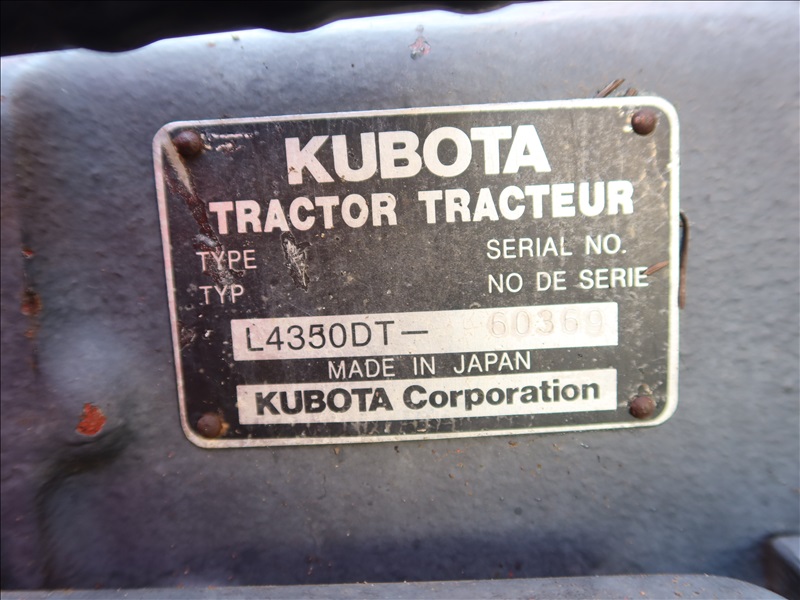 KUBOTA
TRACTOR TRACTEUR
TYPE SERIAL NO.
TYP NO DE SERIE
L4350DT— 60369
MADE IN JAPAN
KUBOTA Corporation